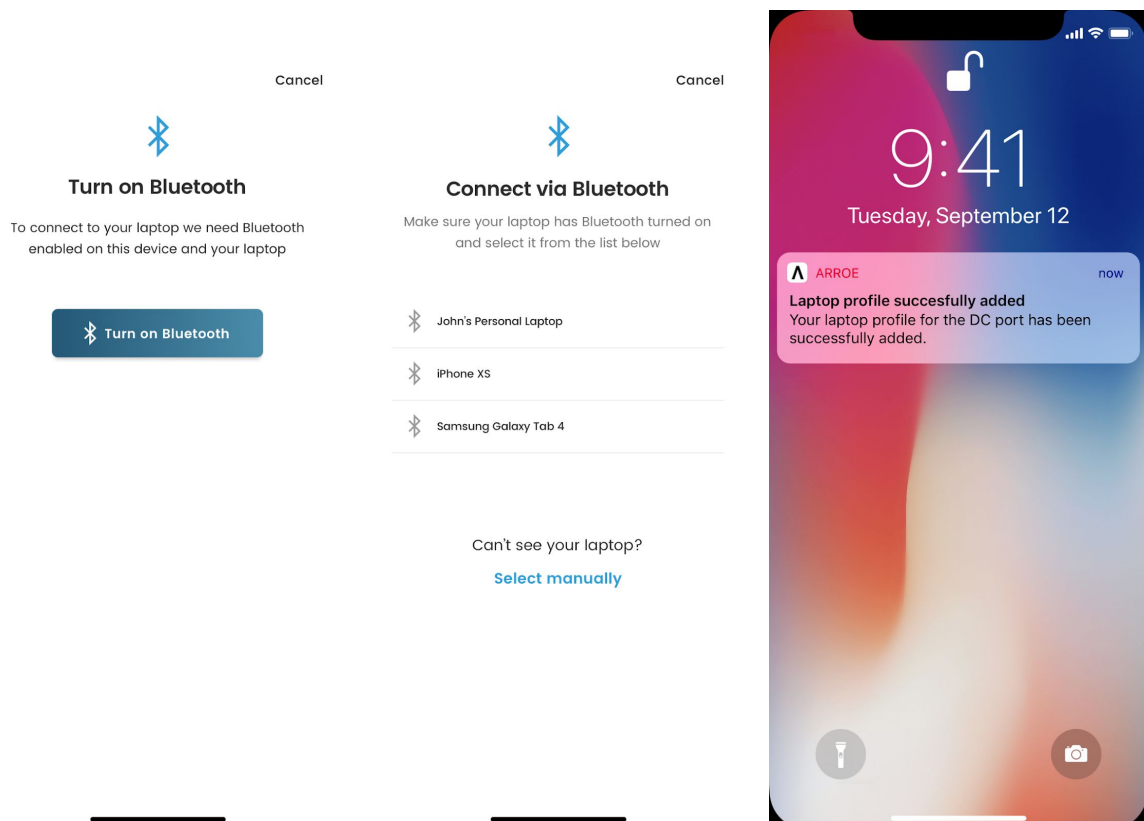 Cancel
Turn on Bluetooth
To connect to your laptop we need Bluetooth
enabled on this device and your laptop
Turn on Bluetooth
Cancel
Connect via Bluetooth
Make sure your laptop has Bluetooth turned on
and select it from the list below
John's Personal Laptop
iPhone XS
Samsung Galaxy Tab 4
Can't see your laptop?
Select manually
9:41
Tuesday, September 12
ARROE
now
Laptop profile succesfully added
Your laptop profile for the DC port has been
successfully added.